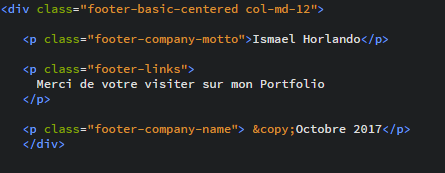 <div class="footer-basic-centered col-md-12">
<p class="footer-company-motto">Ismael Horlando</p>
<p class="footer-links">
Merci de votre visiter sur mon Portfolio
</p>
<p class="footer-company-name"> &copy;Octobre 2017</p>
</div>